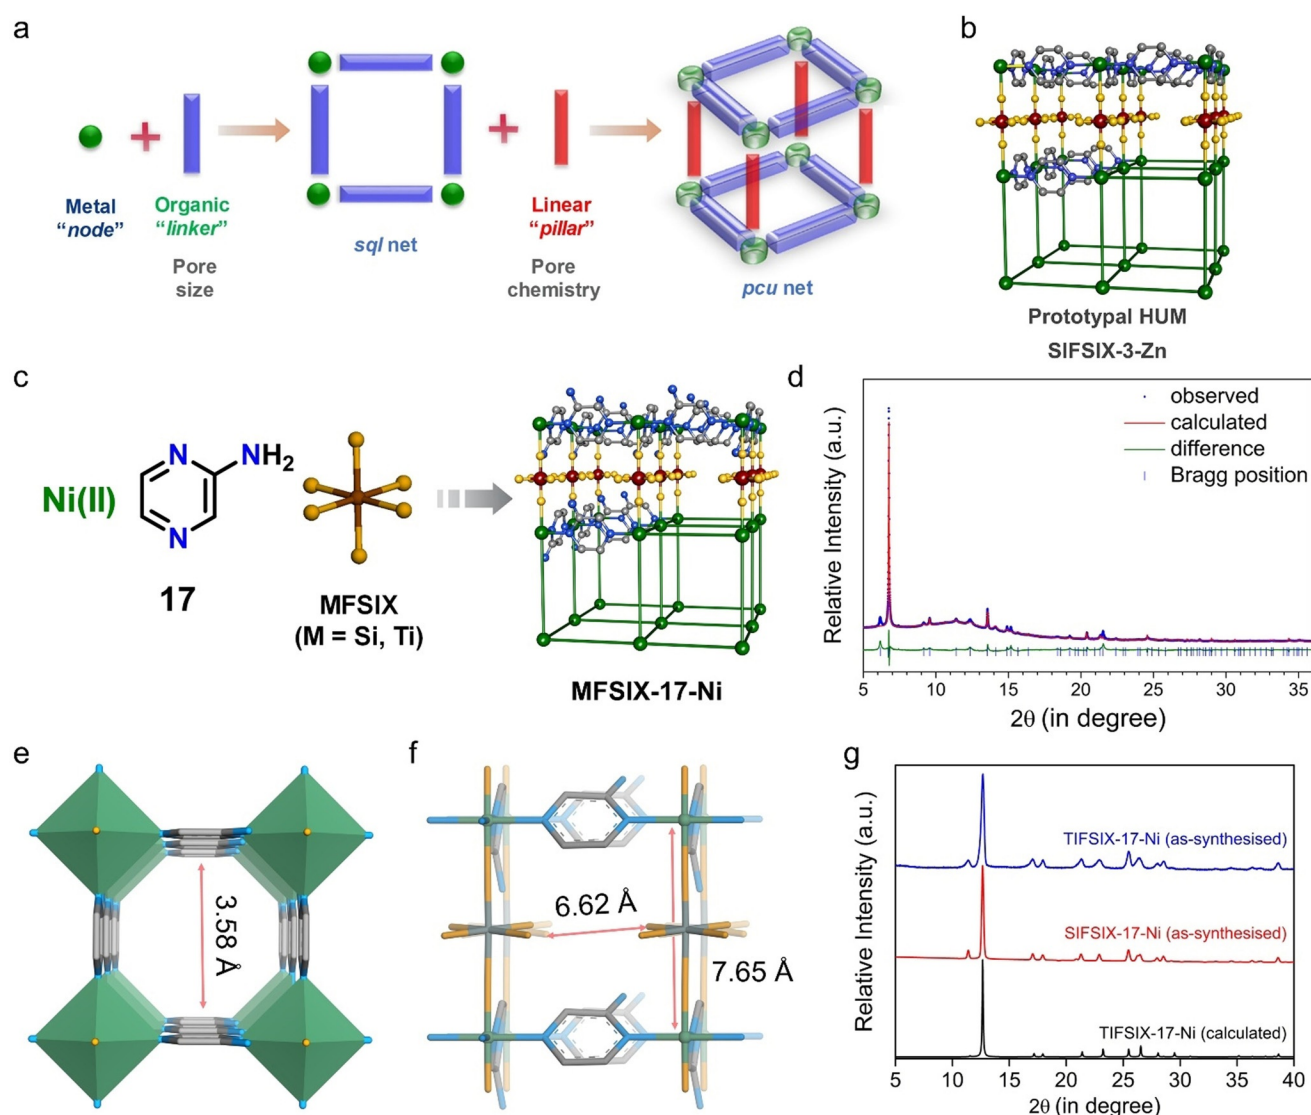 a
Metal
“node”
Organic
“linker”
Pore
size
sql net
Linear
“pillar”
Pore
chemistry
pcu net
b
Prototypal HUM
SIFSIX-3-Zn
c
Ni(II)
N
N
NH2
17
MFSIX
(M = Si, Ti)
MFSIX-17-Ni
d
Relative Intensity (a.u.)
observed
calculated
difference
Bragg position
5 10 15 20 25 30 35
2θ (in degree)
e
3.58 Å
f
6.62 Å
7.65 Å
g
Relative Intensity (a.u.)
TIFSIX-17-Ni (as-synthesised)
SIFSIX-17-Ni (as-synthesised)
TIFSIX-17-Ni (calculated)
5 10 15 20 25 30 35 40
2θ (in degree)